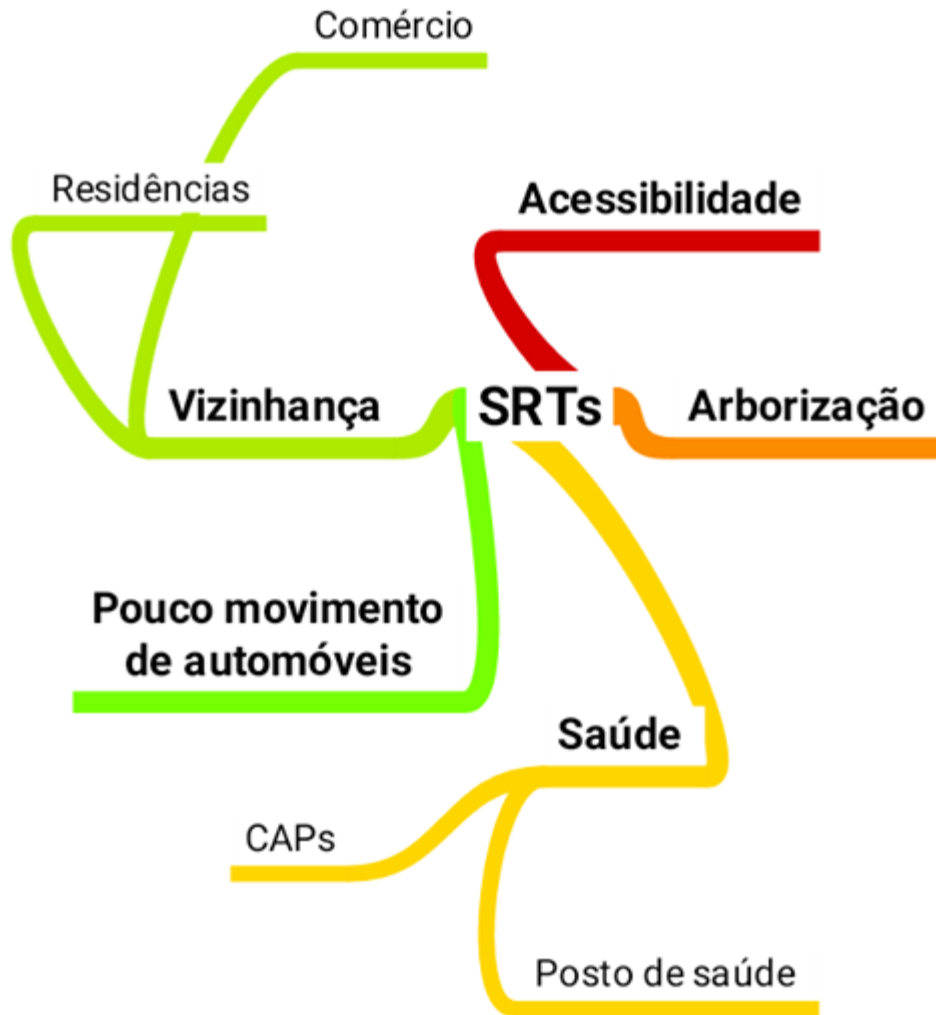 Comércio
Residências
Acessibilidade
Vizinhança
SRTs
Arborização
Pouco movimento
de automóveis
Saúde
CAPs
Posto de saúde